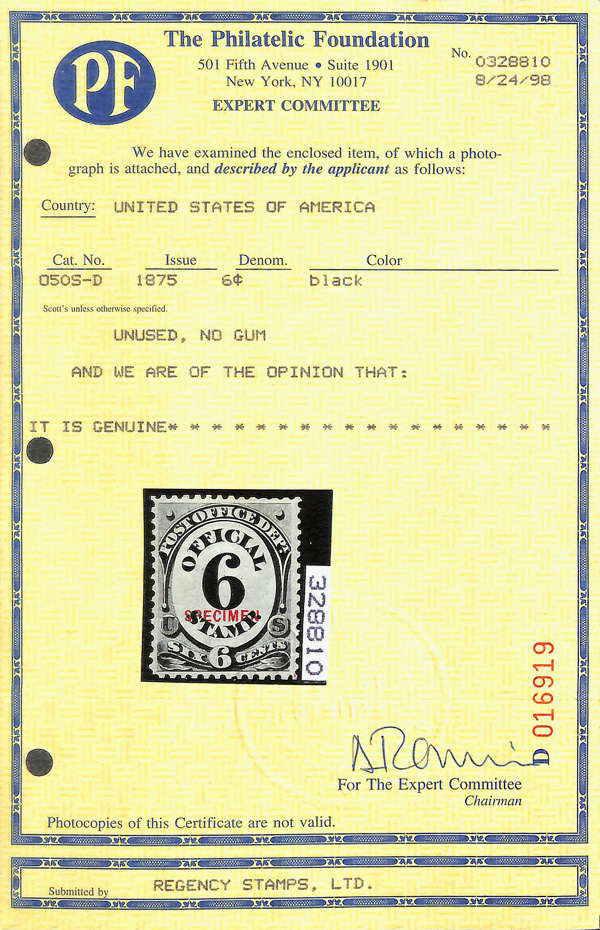 PF
The Philatelic Foundation
501 Fifth Avenue • Suite 1901
New York, NY 10017
EXPERT COMMITTEE
No. 0328810
8/24/98
We have examined the enclosed item, of which a photo-
graph is attached, and described by the applicant as follows:
Country: UNITED STATES OF AMERICA
Cat. No. Issue Denom. Color
O50S-D 1875 6¢ black
Scott's unless otherwise specified.
UNUSED, NO GUM
AND WE ARE OF THE OPINION THAT:
IT IS GENUINE* * * * * * * * * * * * * * * * * *
POST OFFICE DEPT.
OFFICIAL
6
SPECIMEN
STAMP
U S
SIX 6 CENTS
328810
D 016919
For The Expert Committee
Chairman
Photocopies of this Certificate are not valid.
Submitted by REGENCY STAMPS, LTD.